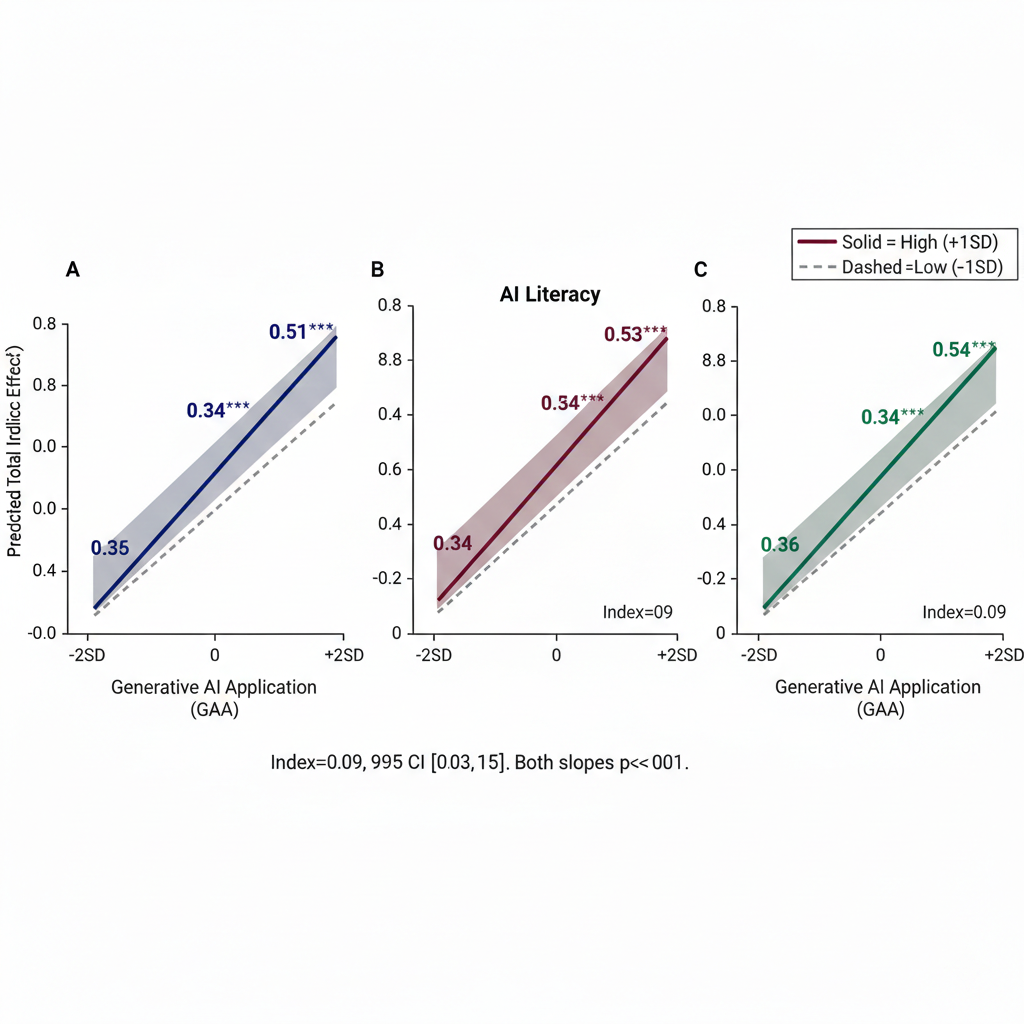 Solid = High (+1SD)
Dashed =Low (-1SD)
A
B
C
AI Literacy
Predctied Total Irdlicc Effecł)
0.8
0.8
0.0
0.0
0.4
-0.0
0.51***
0.34***
0.35
-2SD
0
+2SD
Generative AI Application
(GAA)
0.8
8.8
0.4
0.6
0.4
-0.2
0
0.53***
0.54***
0.34
Index=09
-2SD
0
+2SD
0.8
8.8
0.0
0.0
0.4
-0.2
0
0.54***
0.34***
0.36
Index=0.09
-2SD
0
+2SD
Generative AI Application
(GAA)
Index=0.09, 995 CI [0.03, 15]. Both slopes p<< 001.